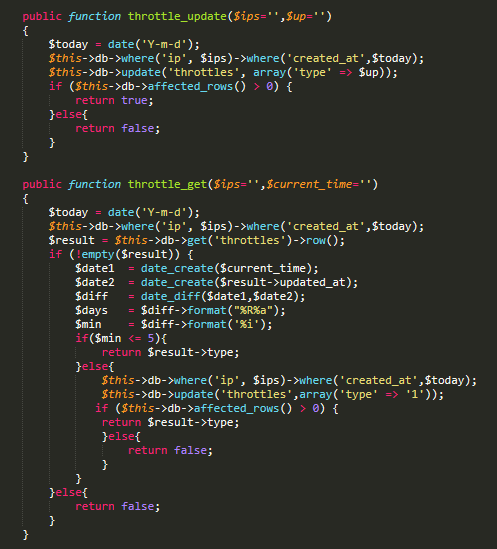 public function throttle_update($ips='',$up='')
{
    $today = date('Y-m-d');
    $this->db->where('ip', $ips)->where('created_at',$today);
    $this->db->update('throttles', array('type' => $up));
    if ($this->db->affected_rows() > 0) {
        return true;
    }else{
        return false;
    }
}
public function throttle_get($ips='',$current_time='')
{
    $today = date('Y-m-d');
    $this->db->where('ip', $ips)->where('created_at',$today);
    $result = $this->db->get('throttles')->row();
    if (!empty($result)) {
        $date1  = date_create($current_time);
        $date2  = date_create($result->updated_at);
        $diff   = date_diff($date1,$date2);
        $days   = $diff->format("%R%a");
        $min    = $diff->format('%i');
        if($min <= 5){
            return $result->type;
        }else{
            $this->db->where('ip', $ips)->where('created_at',$today);
            $this->db->update('throttles',array('type' => '1'));
           if ($this->db->affected_rows() > 0) {
            return $result->type;
            }else{
                return false;
            }
        }
    }else{
        return false;
    }
}